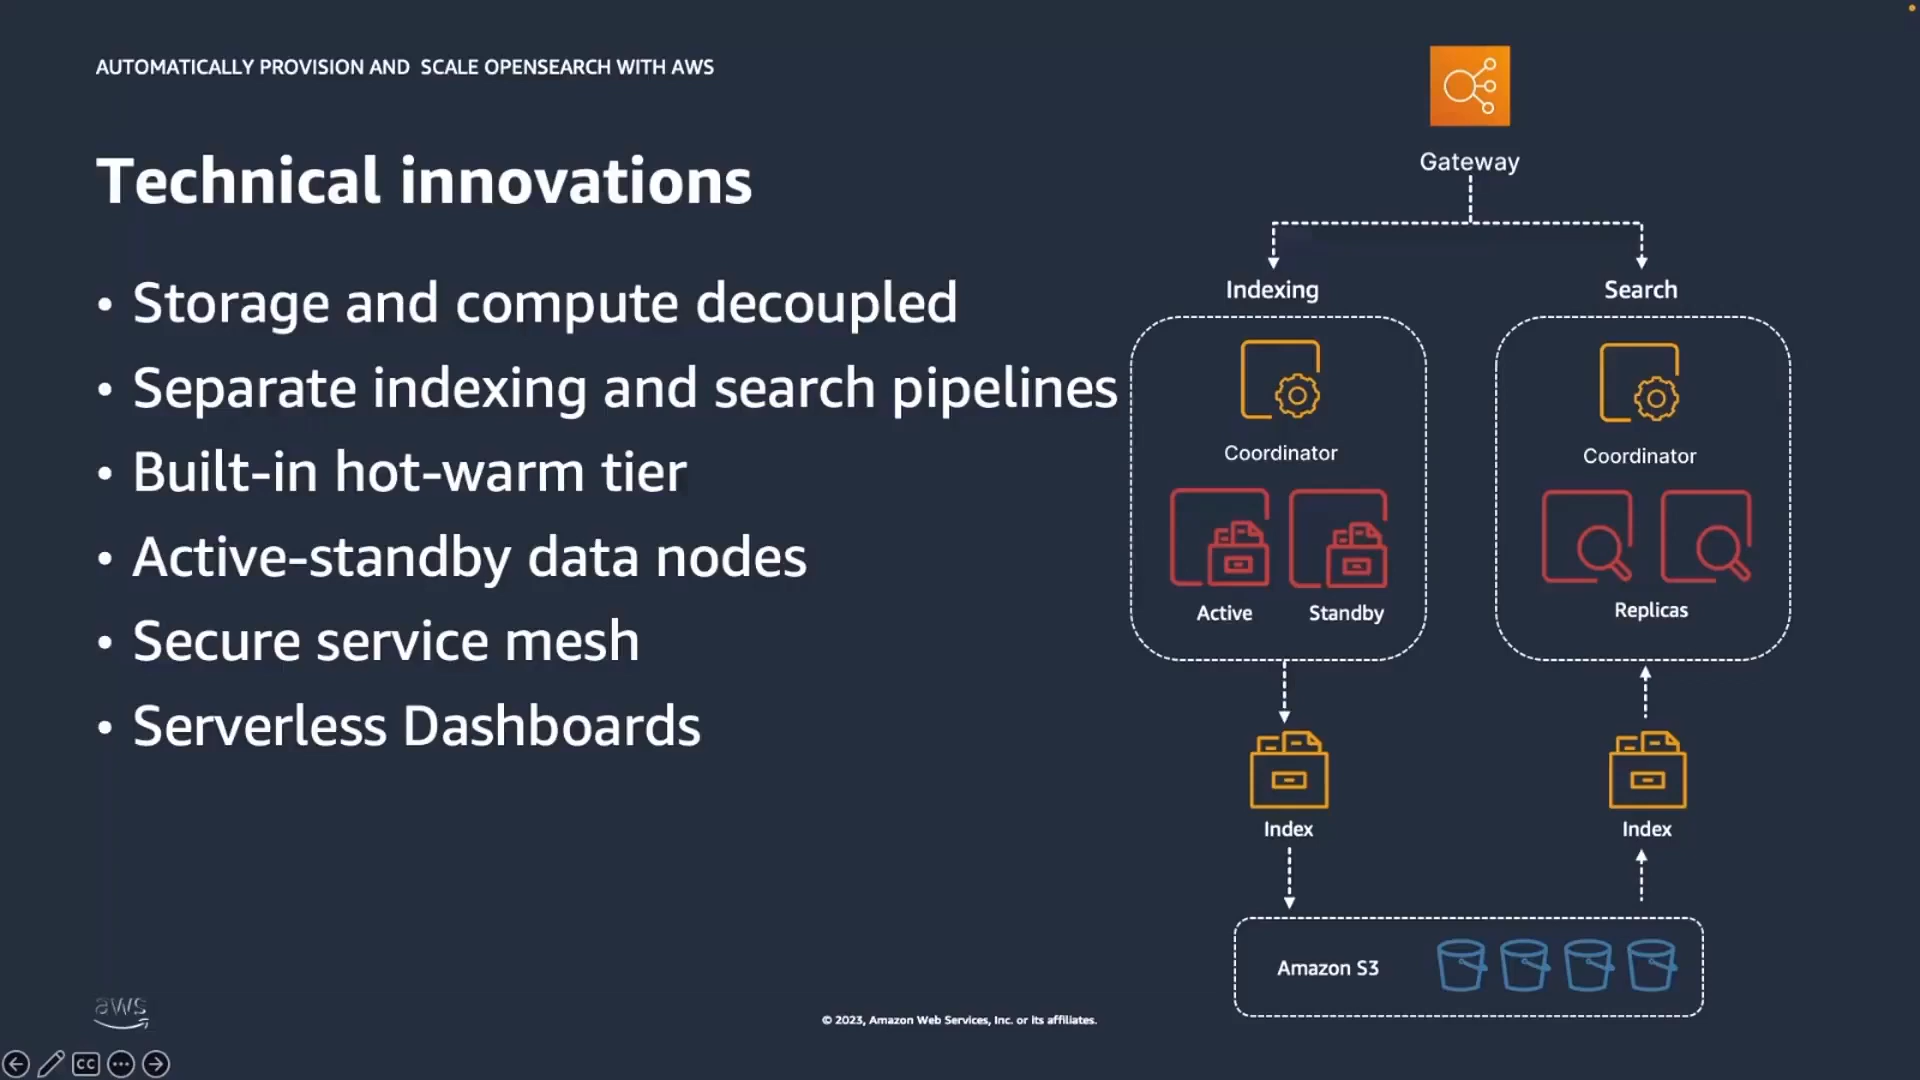 AUTOMATICALLY PROVISION AND SCALE OPENSEARCH WITH AWS
Technical innovations
• Storage and compute decoupled
• Separate indexing and search pipelines
• Built-in hot-warm tier
• Active-standby data nodes
• Secure service mesh
• Serverless Dashboards
Gateway
Indexing
Search
Coordinator
Coordinator
Active
Standby
Replicas
Index
Index
Amazon S3
aws
© 2023, Amazon Web Services, Inc. or its affiliates.
CC